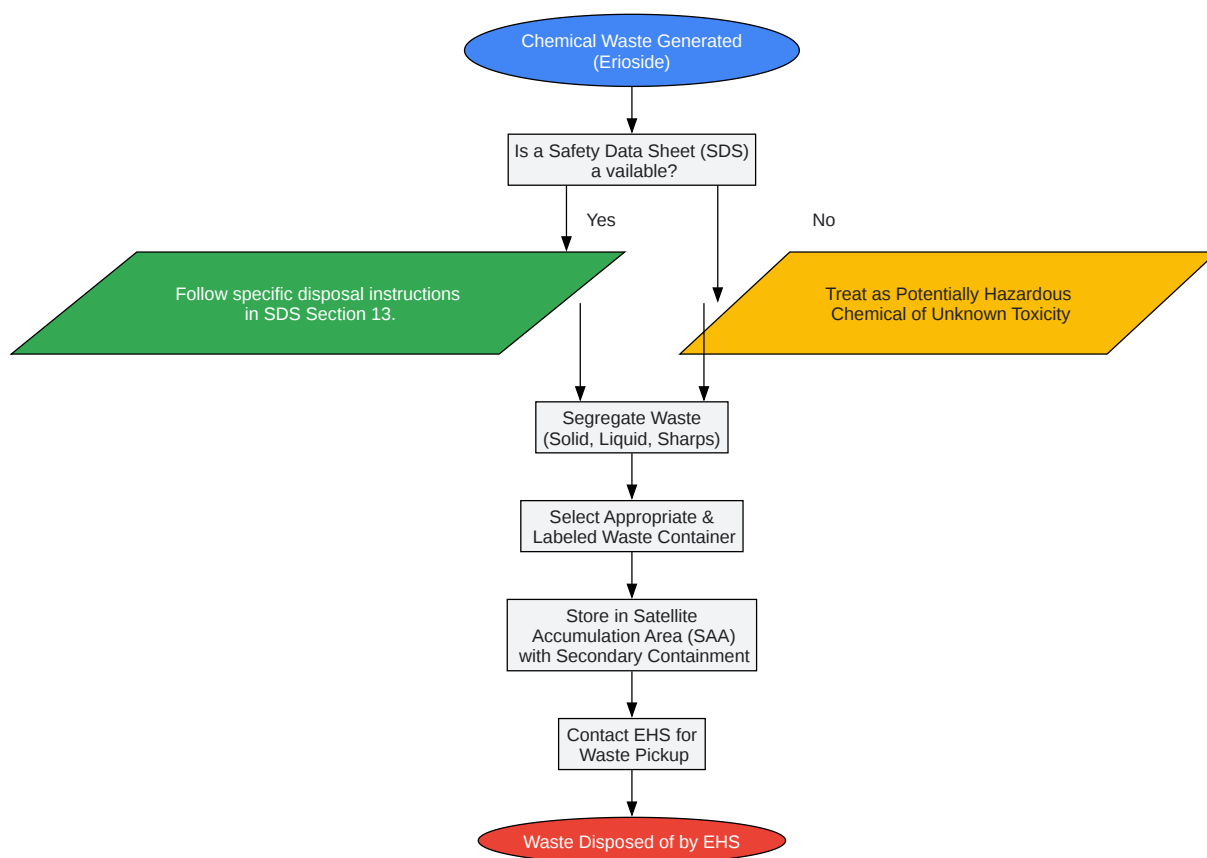 Chemical Waste Generated
(Erioside)
Is a Safety Data Sheet (SDS)
a vailable?
Yes
No
Follow specific disposal instructions
in SDS Section 13.
Treat as Potentially Hazardous
Chemical of Unknown Toxicity
Segregate Waste
(Solid, Liquid, Sharps)
Select Appropriate &
Labeled Waste Container
Store in Satellite
Accumulation Area (SAA)
with Secondary Containment
Contact EHS for
Waste Pickup
Waste Disposed of by EHS